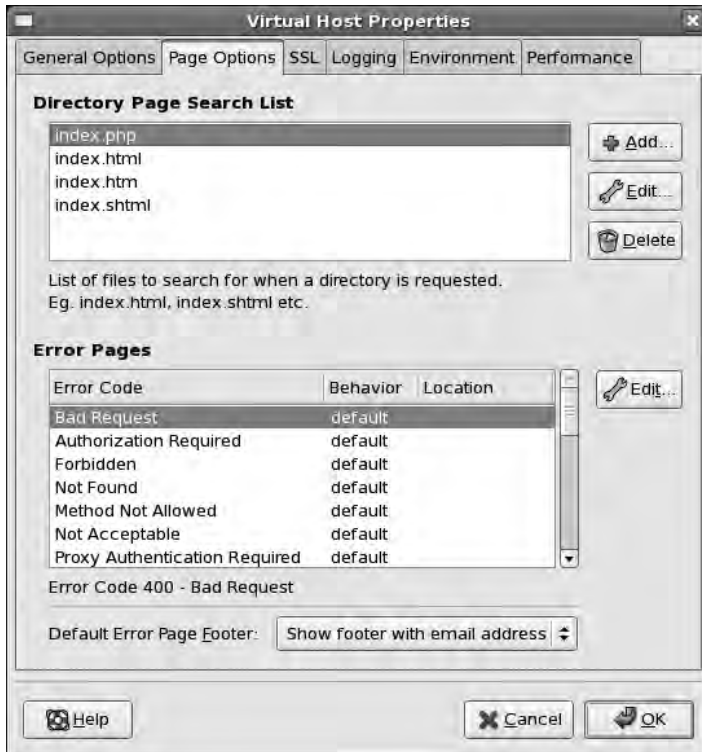 Virtual Host Properties
General Options Page Options SSL Logging Environment Performance
Directory Page Search List
index.php
index.html
index.htm
index.shtml
Add...
Edit...
Delete
List of files to search for when a directory is requested.
Eg. index.html, index.shtml etc.
Error Pages
Error Code Behavior Location
Bad Request default
Authorization Required default
Forbidden default
Not Found default
Method Not Allowed default
Not Acceptable default
Proxy Authentication Required default
Edit...
Error Code 400 - Bad Request
Default Error Page Footer: Show footer with email address
Help Cancel OK